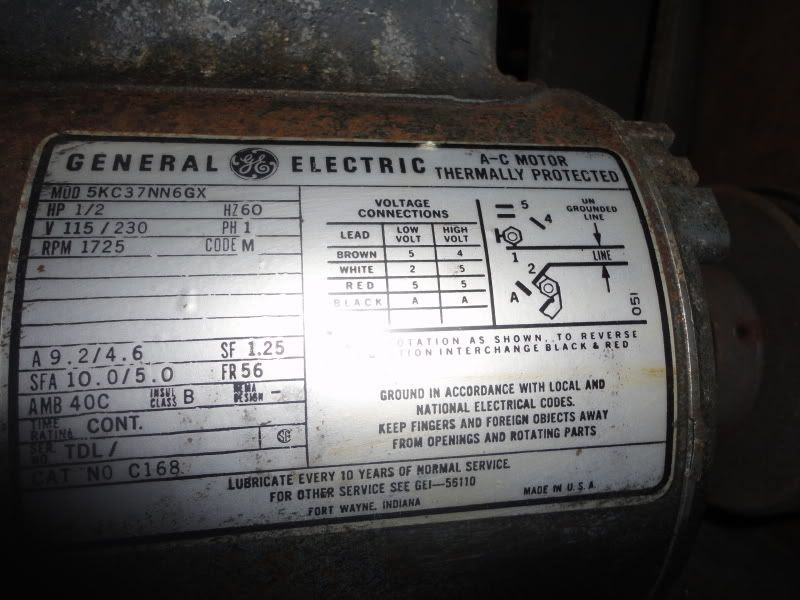 GENERAL GE ELECTRIC A-C MOTOR THERMALLY PROTECTED
MOD 5KC37NN6GX
HP 1/2 HZ 60
V 115 / 230 PH 1
RPM 1725 CODE M
A 9.2/4.6 SF 1.25
SFA 10.0/5.0 FR 56
AMB 40C INSUL CLASS B NEMA DESIGN -
TIME RATING CONT.
SER. NO. TDL /
CAT NO C168
VOLTAGE
CONNECTIONS
LEAD LOW VOLT HIGH VOLT
BROWN 5 4
WHITE 2 5
RED 5 5
BLACK A A
5
4
1
2
A
UN
GROUNDED
LINE
LINE
051
ROTATION AS SHOWN. TO REVERSE
INTERCHANGE BLACK & RED
GROUND IN ACCORDANCE WITH LOCAL AND
NATIONAL ELECTRICAL CODES.
KEEP FINGERS AND FOREIGN OBJECTS AWAY
FROM OPENINGS AND ROTATING PARTS
LUBRICATE EVERY 10 YEARS OF NORMAL SERVICE.
FOR OTHER SERVICE SEE GEI-56110
FORT WAYNE, INDIANA
MADE IN U.S.A.